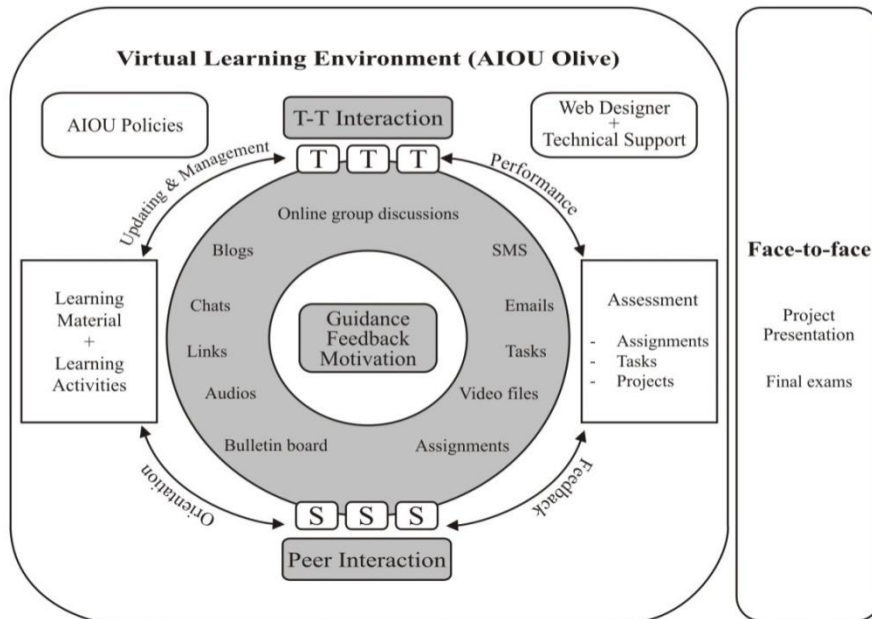 Virtual Learning Environment (AIOU Olive)
AIOU Policies
T-T Interaction
Web Designer
+
Technical Support
Updating & Management
T T T
Performance
Online group discussions
Blogs
SMS
Chats
Emails
Links
Tasks
Audios
Video files
Bulletin board
Assignments
Guidance
Feedback
Motivation
Learning
Material
+
Learning
Activities
Assessment
- Assignments
- Tasks
- Projects
Orientation
Feedback
S S S
Peer Interaction
Face-to-face
Project
Presentation
Final exams